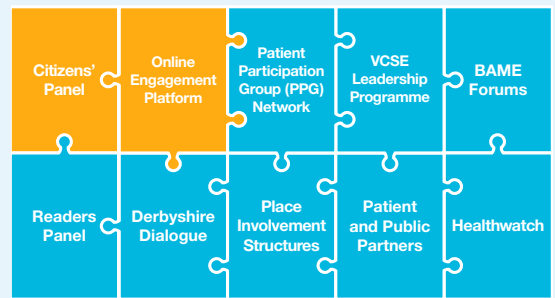 Citizens'
Panel
Online
Engagement
Platform
Patient
Participation
Group (PPG)
Network
VCSE
Leadership
Programme
BAME
Forums
Readers
Panel
Derbyshire
Dialogue
Place
Involvement
Structures
Patient
and Public
Partners
Healthwatch